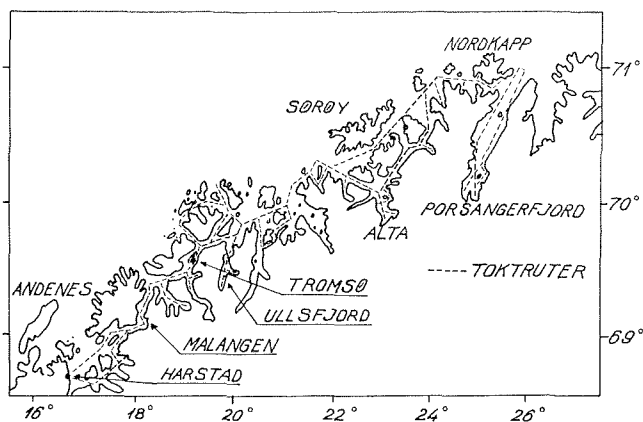 NORDKAPP
71°
SØRØY
70°
PORSANGERFJORD
ALTA
----- TOKTRUTER
ANDENES
TROMSØ
ULLSFJORD
69°
MALANGEN
HARSTAD
16° 18° 20° 22° 24° 26°